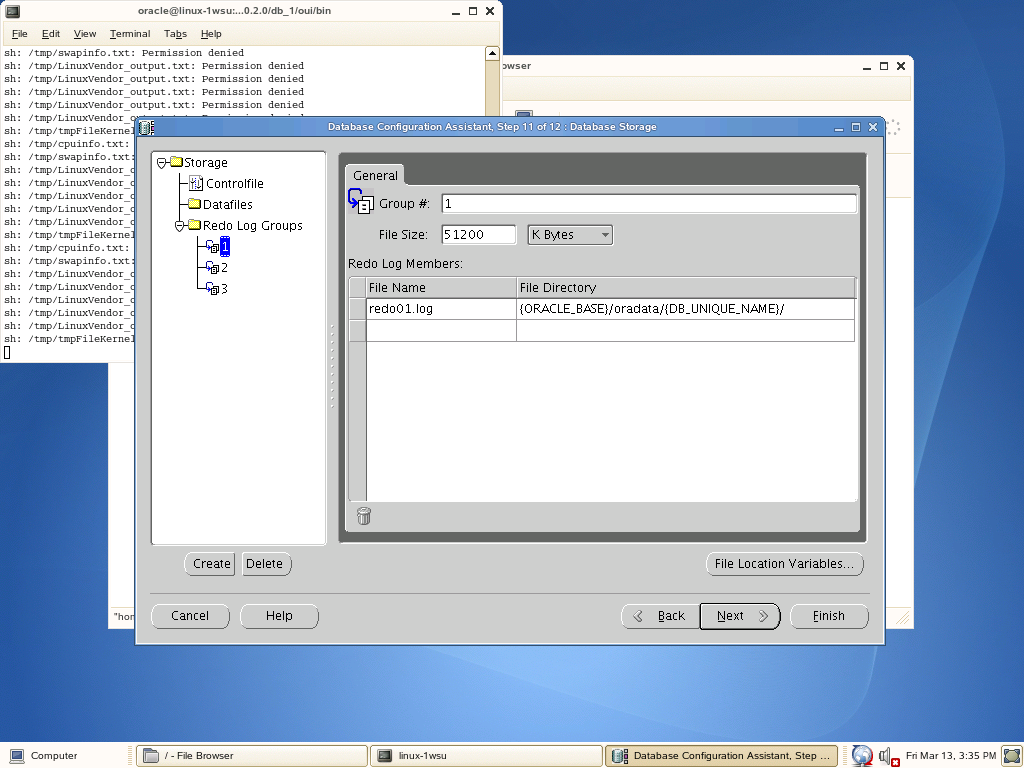 oracle@linux-1wsu:...0.2.0/db_1/oui/bin
File Edit View Terminal Tabs Help
sh: /tmp/swapinfo.txt: Permission denied
sh: /tmp/LinuxVendor_output.txt: Permission denied
sh: /tmp/LinuxVendor_output.txt: Permission denied
sh: /tmp/LinuxVendor_output.txt: Permission denied
sh: /tmp/LinuxVendor_output.txt: Permission denied
sh: /tmp/LinuxVendor_output.txt: Permission denied
sh: /tmp/tmpFileKernel
sh: /tmp/cpuinfo.txt:
sh: /tmp/swapinfo.txt:
sh: /tmp/LinuxVendor_o
sh: /tmp/LinuxVendor_o
sh: /tmp/LinuxVendor_o
sh: /tmp/LinuxVendor_o
sh: /tmp/LinuxVendor_o
sh: /tmp/tmpFileKernel
sh: /tmp/cpuinfo.txt:
sh: /tmp/swapinfo.txt:
sh: /tmp/LinuxVendor_o
sh: /tmp/LinuxVendor_o
sh: /tmp/LinuxVendor_o
sh: /tmp/LinuxVendor_o
sh: /tmp/LinuxVendor_o
sh: /tmp/tmpFileKernel
owser
"hor
Database Configuration Assistant, Step 11 of 12 : Database Storage
Storage
Controlfile
Datafiles
Redo Log Groups
1
2
3
General
Group #: 1
File Size: 51200 K Bytes
Redo Log Members:
File Name File Directory
redo01.log {ORACLE_BASE}/oradata/{DB_UNIQUE_NAME}/
Create Delete File Location Variables...
Cancel Help Back Next Finish
Computer / - File Browser linux-1wsu Database Configuration Assistant, Step ... Fri Mar 13, 3:35 PM